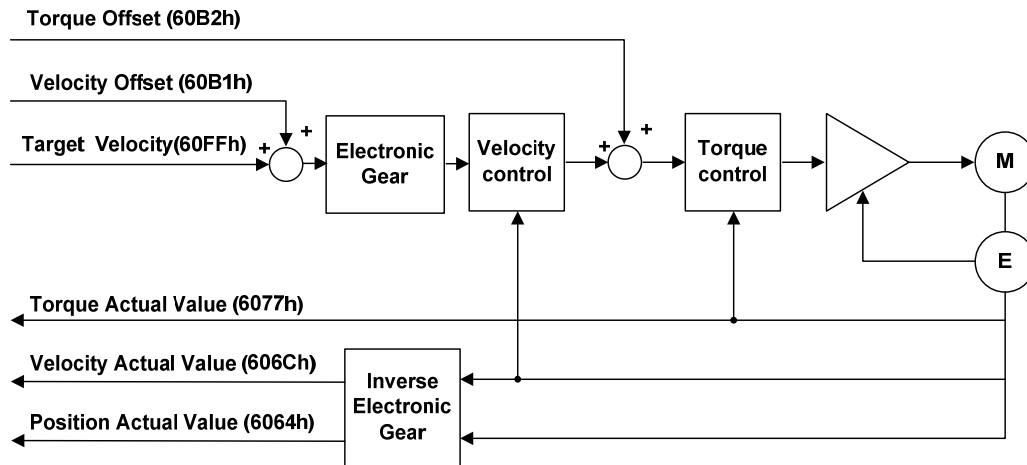 Torque Offset (60B2h)
Velocity Offset (60B1h)
Target Velocity(60FFh)
+
+
+
+
Electronic
Gear
Velocity
control
Torque
control
M
E
Torque Actual Value (6077h)
Velocity Actual Value (606Ch)
Position Actual Value (6064h)
Inverse
Electronic
Gear